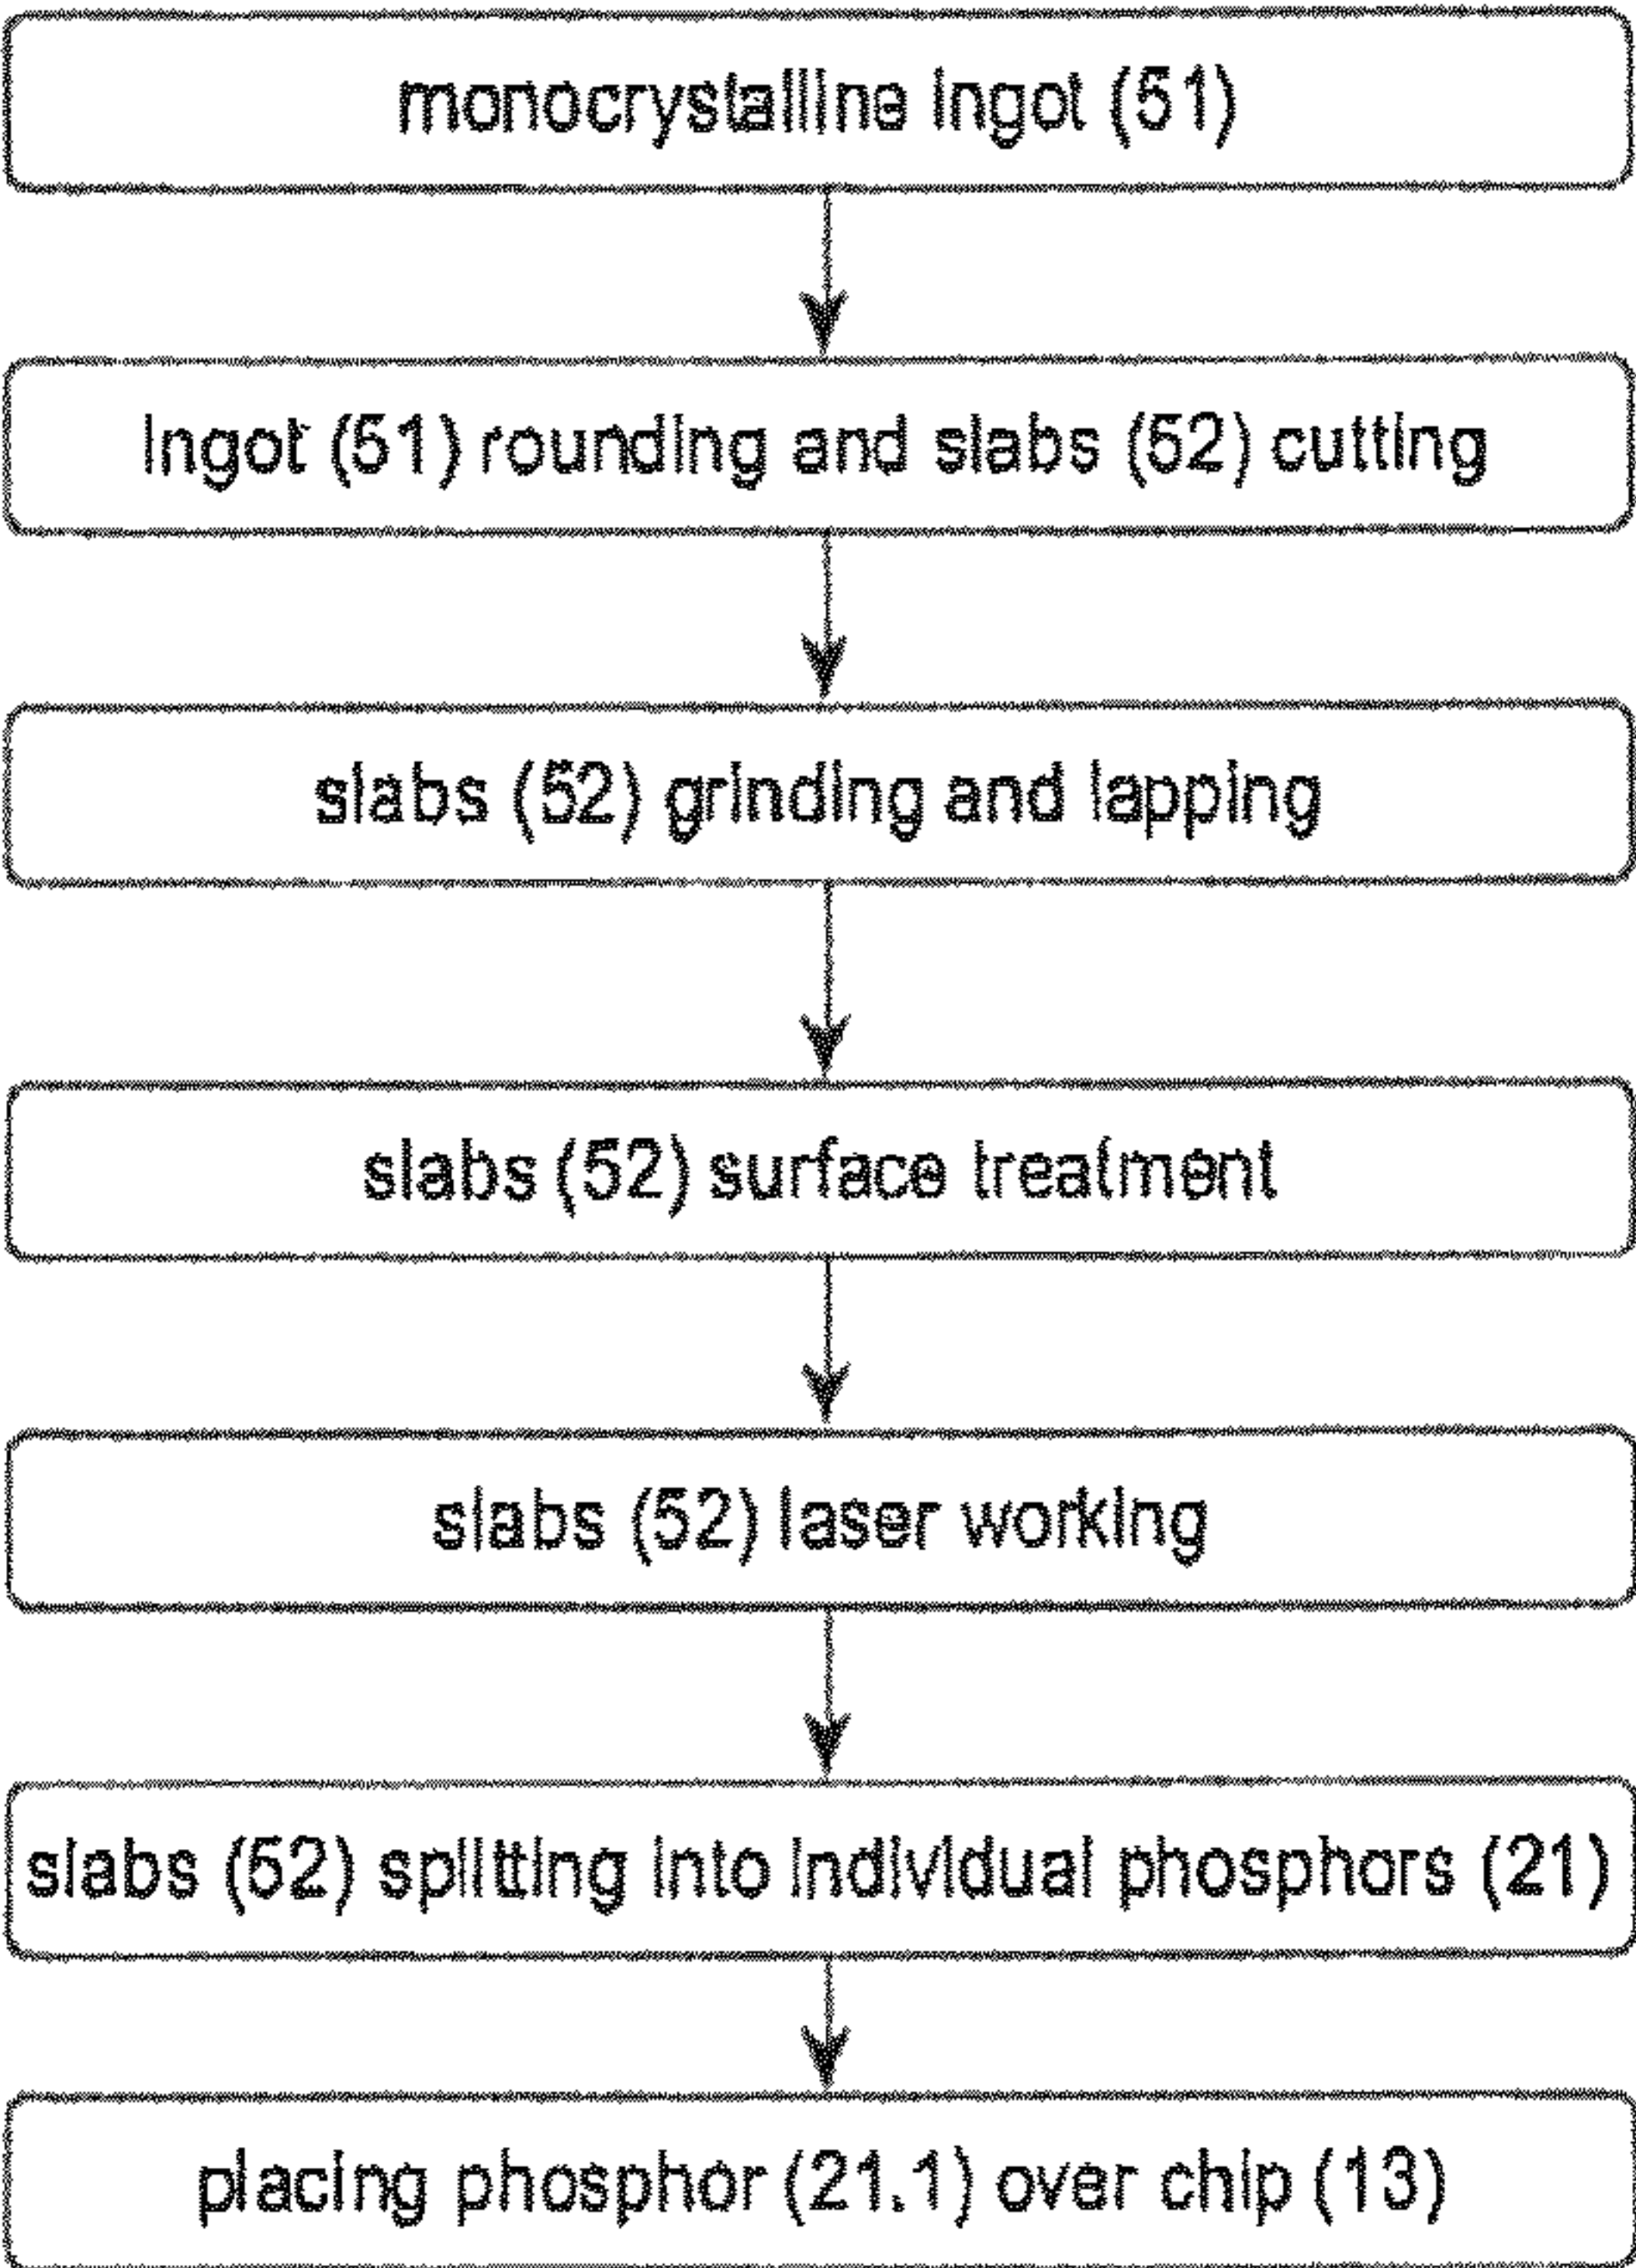 monocrystalline ingot (51)
Ingot (51) rounding and slabs (52) cutting
slabs (52) grinding and lapping
slabs (52) surface treatment
slabs (52) laser working
slabs (52) splitting into individual phosphors (21)
placing phosphor (21.1) over chip (13)